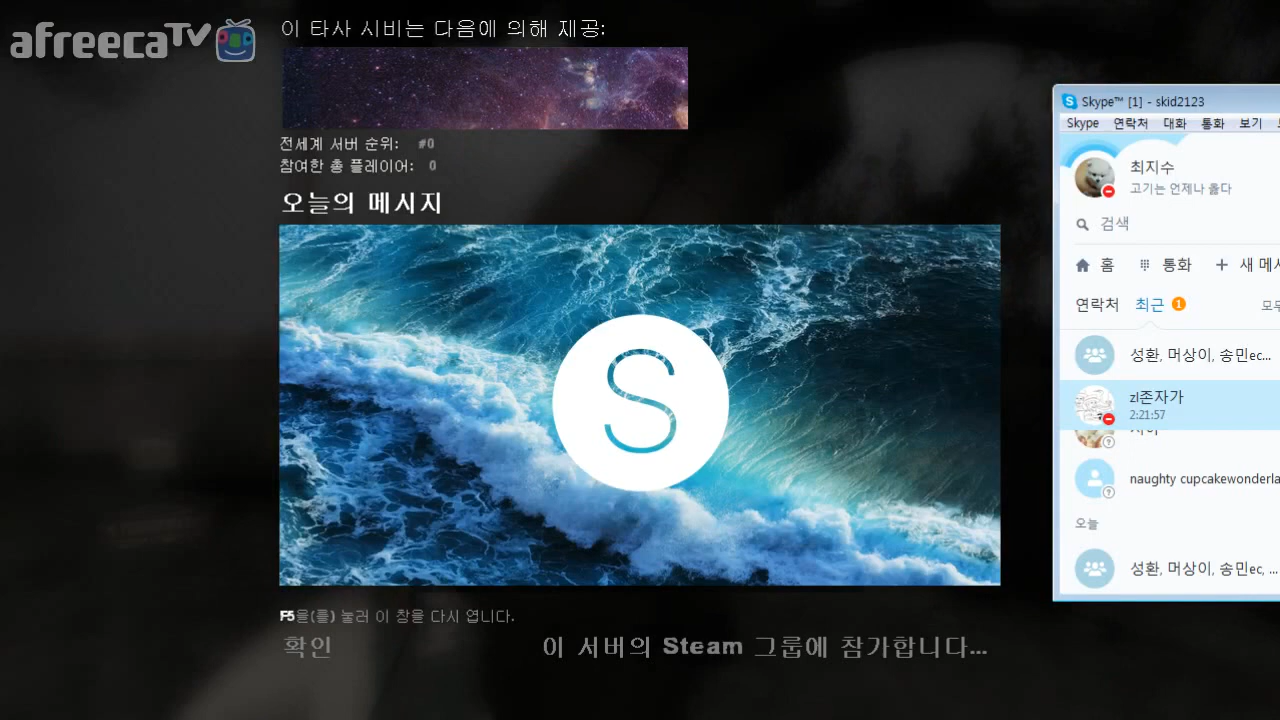 afreecaTV
이 타사 시비는 다음에 의해 제공:
전세계 서버 순위: #0
참여한 총 플레이어: 0
오늘의 메시지
S
F5을(를) 눌러 이 창을 다시 엽니다.
확인
이 서버의 Steam 그룹에 참가합니다...
Skype™ [1] - skid2123
Skype 연락처 대화 통화 보기
최지수
고기는 언제나 옳다
검색
홈 통화 + 새 메시
연락처 최근 1 모두
성환, 머상이, 송민ec...
zl존자가
2:21:57
naughty cupcakewonderla
오늘
성환, 머상이, 송민ec, ...